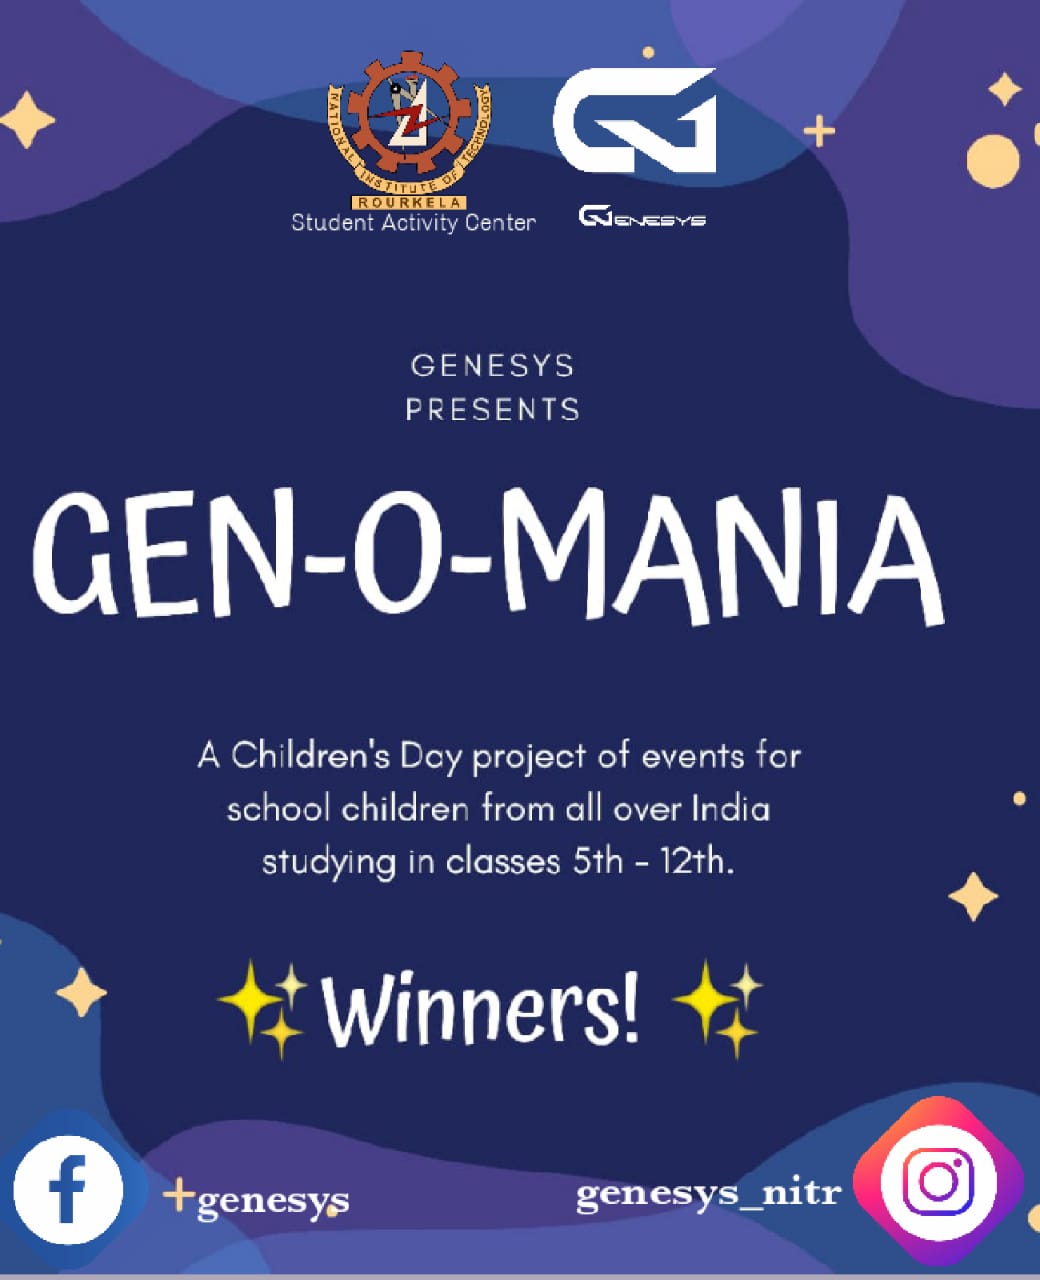 NATIONAL INSTITUTE OF TECHNOLOGY
ROURKELA
Student Activity Center
GENESYS
GENESYS
PRESENTS
GEN-O-MANIA
A Children's Day project of events for
school children from all over India
studying in classes 5th - 12th.
Winners!
genesys
genesys_nitr